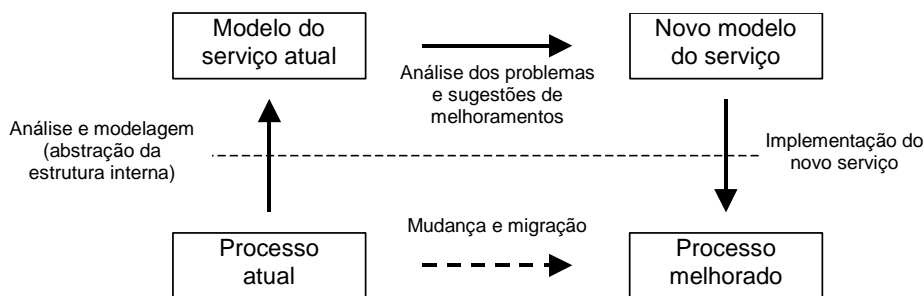 Modelo do
serviço atual
Novo modelo
do serviço
Análise dos problemas
e sugestões de
melhoramentos
Análise e modelagem
(abstração da
estrutura interna)
Implementação do
novo serviço
Mudança e migração
Processo
atual
Processo
melhorado